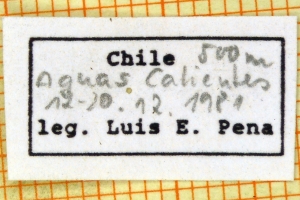 Chile 500m
Aguas Calientes
12-20.12.1981
leg. Luis E. Pena